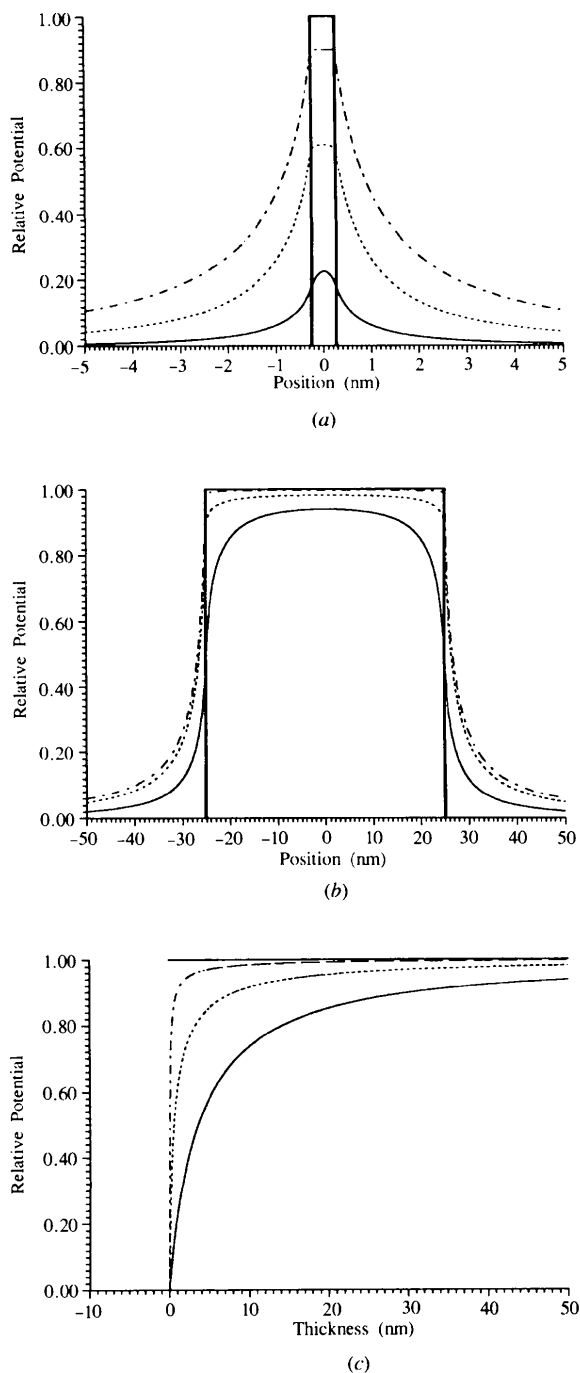 1.00
0.80
0.60
0.40
0.20
0.00
Relative Potential
-5 -4 -3 -2 -1 0 1 2 3 4 5
Position (nm)
(a)
1.00
0.80
0.60
0.40
0.20
0.00
Relative Potential
-50 -40 -30 -20 -10 0 10 20 30 40 50
Position (nm)
(b)
1.00
0.80
0.60
0.40
0.20
0.00
Relative Potential
-10 0 10 20 30 40 50
Thickness (nm)
(c)